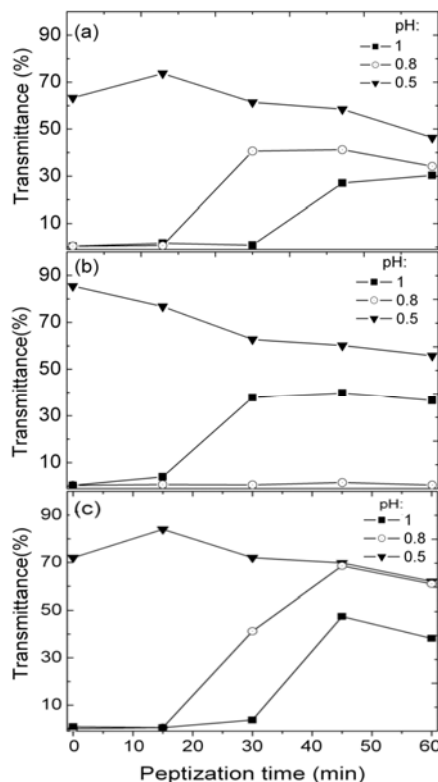 (a)
pH:
1
0.8
0.5
90
70
50
30
10
Transmittance (%)
(b)
pH:
1
0.8
0.5
90
70
50
30
10
Transmittance(%)
(c)
pH:
1
0.8
0.5
90
70
50
30
10
Transmittance(%)
0 10 20 30 40 50 60
Peptization time (min)